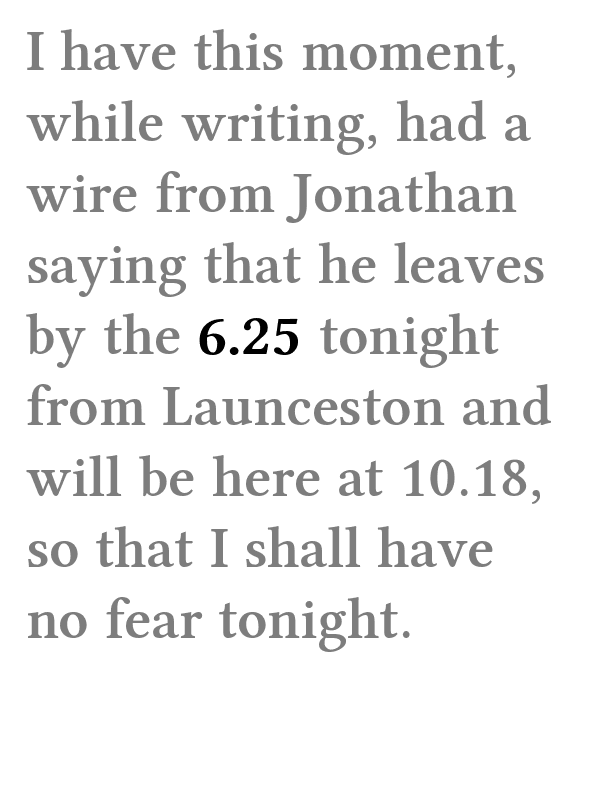 I have this moment,
while writing, had a
wire from Jonathan
saying that he leaves
by the 6.25 tonight
from Launceston and
will be here at 10.18,
so that I shall have
no fear tonight.